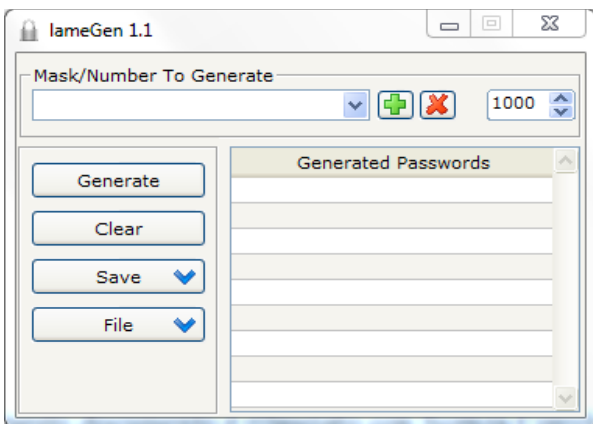 lameGen 1.1
Mask/Number To Generate
1000
Generated Passwords
Generate
Clear
Save
File